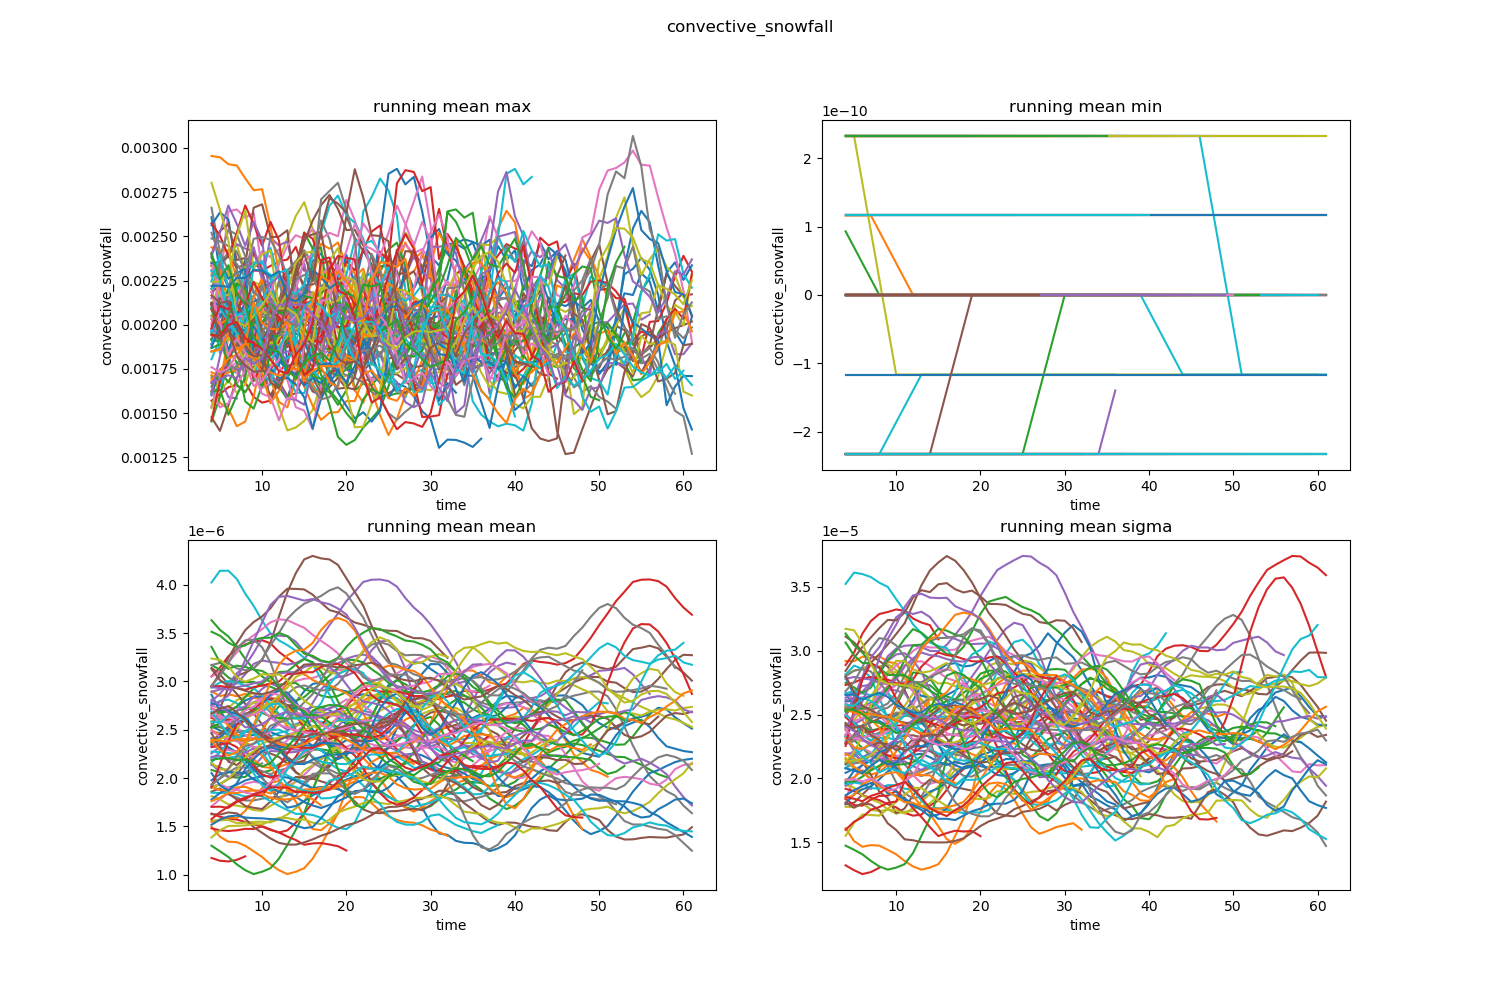 convective_snowfall
running mean max
convective_snowfall
0.00300
0.00275
0.00250
0.00225
0.00200
0.00175
0.00150
0.00125
10 20 30 40 50 60
time
running mean min
1e−10
convective_snowfall
2
1
0
−1
−2
10 20 30 40 50 60
time
running mean mean
1e−6
convective_snowfall
4.0
3.5
3.0
2.5
2.0
1.5
1.0
10 20 30 40 50 60
time
running mean sigma
1e−5
convective_snowfall
3.5
3.0
2.5
2.0
1.5
10 20 30 40 50 60
time